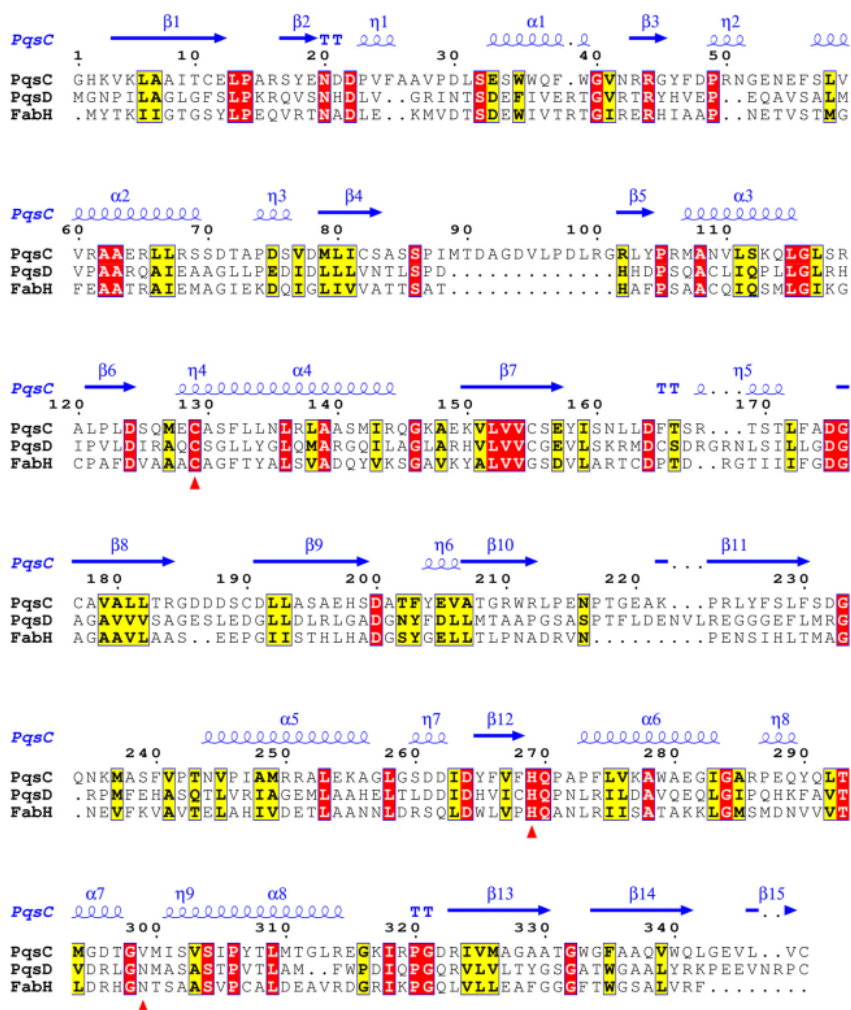 β1 β2 η1 α1 β3 η2
PqsC TT
1 10 20 30 40 50
PqsC GHKVKLAAITCELPARSYENDDPVFAAVPDLSESWWQF.WGVNRRGYFDPRNGENEFSLV
PqsD MGNPILAGLGFSLPKRQVSNHDLV..GRINTSDEFIVERTGVRTRYHVEP..EQAVSALM
FabH .MYTKIIGTGSYLPEQVRTNADLE..KMVDTSDEWIVTRTGIRERHIAAP..NETVSTMG
α2 η3 β4 β5 α3
PqsC
60 70 80 90 100 110
PqsC VRAAERLLRSSDTAPDSVDMLICSASSPIMTDAGDVLPDLRGRLYPRMANVLSKQLGLSR
PqsD VPAARQAIEAAGLLPEDIDLLLVNTLSPD...............HHDPSQACLIQPLLGLRH
FabH FEAATRAIEMAGIEKDQIGLIVVATTSAT...............HAFPSAACQIQSMLGIKG
β6 η4 α4 β7 η5
PqsC TT ...
120 130 140 150 160 170
PqsC ALPLDSQMECASFLLNLRLAASMIRQGKAEKVLVVCSEYISNLLDFTSR..TSTLFADG
PqsD IPVLDIRAQCSGLLYGLQMARGQILAGLARHVLVVCGEVLSKRMDCSDRGRNLSILFGDG
FabH CPAFDVAAACAGFTYALSVADQYVKSGAVKYALVVGSDVLARTCDPTD..RGTIIIFGDG
β8 β9 η6 β10 β11
PqsC ...
180 190 200 210 220 230
PqsC CAVALLTRGDDDSCDLLASAEHSDATFYEVATGRWRLPENPTGEAK...PRLYFSLFSDG
PqsD AGAVVVSAGESLEDGLLDLRLGADGNYFDLLMTAAPGSASPTFLDENVLREGGGEFLMRG
FabH AGAAVLAAS..EEPGIISTHLHADGSYGELLTLPNADRVN.........PENSIHLTMAG
α5 η7 β12 α6 η8
PqsC
240 250 260 270 280 290
PqsC QNKMASFVPTNVPIAMRRALEKAGLGSDDIDYFVFHQPAPFLVKAWAEGIGARPEQYQLT
PqsD .RPMFEHASQTLVRIAGEMLAAHELTLDDIDHVICHQPNLRILDAVQEQLGIPQHKFAVT
FabH .NEVFKVAVTELAHIVDETLAANNLDRSQLDWLVPHQANLRIISATAKKLGMSMDNVVVT
α7 η9 α8 β13 β14 β15
PqsC TT ..
300 310 320 330 340
PqsC MGDTGVMISVSIPYTLMTGLREGKIRPGDRIVMAGAATGWGFAAQVWQLGEVL..VC
PqsD VDRLGNMASASTPVTLAM..FWPDIQPGQRVLVLTYGSGATWGAALYRKPEEVNRPC
FabH LDRHGNTSAASVPCALDEAVRDGRIKPGQLVLLEAFGGGFTWGSALVRF........